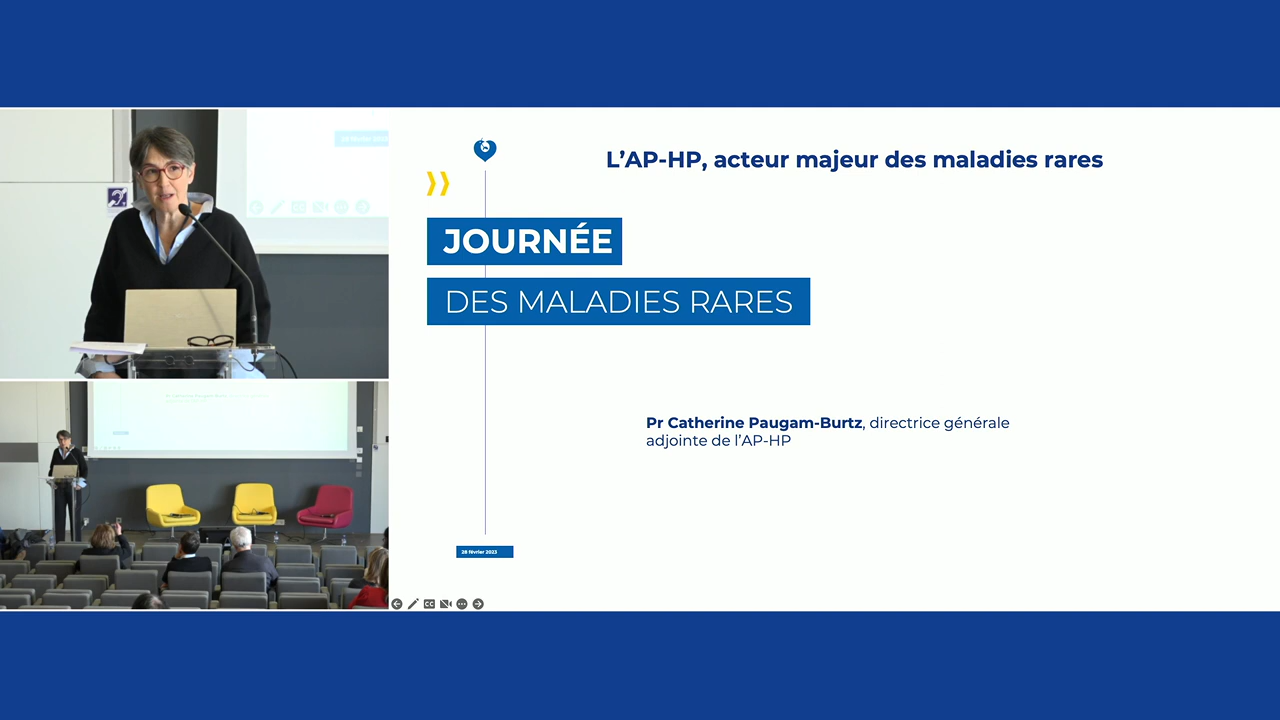 L'AP-HP, acteur majeur des maladies rares
JOURNÉE
DES MALADIES RARES
Pr Catherine Paugam-Burtz, directrice générale
adjointe de l'AP-HP
28 février 2023
CC